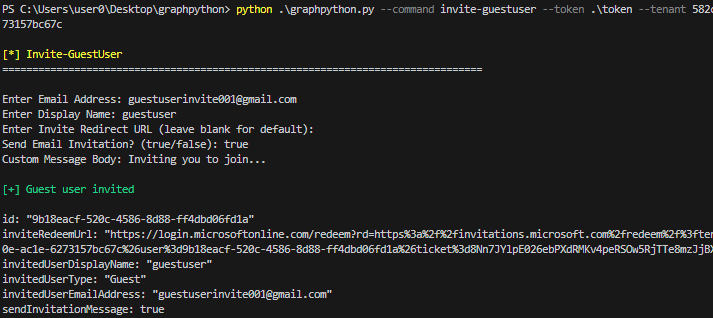 PS C:\Users\user0\Desktop\graphpython> python .\graphpython.py --command invite-guestuser --token .\token --tenant 582c
73157bc67c
[*] Invite-GuestUser
================================================================================
Enter Email Address: guestuserinvite001@gmail.com
Enter Display Name: guestuser
Enter Invite Redirect URL (leave blank for default):
Send Email Invitation? (true/false): true
Custom Message Body: Inviting you to join...
[+] Guest user invited
id: "9b18eacf-520c-4586-8d88-ff4dbd06fd1a"
inviteRedeemUrl: "https://login.microsoftonline.com/redeem?rd=https%3a%2f%2finvitations.microsoft.com%2fredeem%2f%3fter
0e-ac1e-6273157bc67c%26user%3d9b18eacf-520c-4586-8d88-ff4dbd06fd1a%26ticket%3d8Nn7JYlpE026ebPXdRMKv4peRSOw5RjTTe8mzJjBX
invitedUserDisplayName: "guestuser"
invitedUserType: "Guest"
invitedUserEmailAddress: "guestuserinvite001@gmail.com"
sendInvitationMessage: true